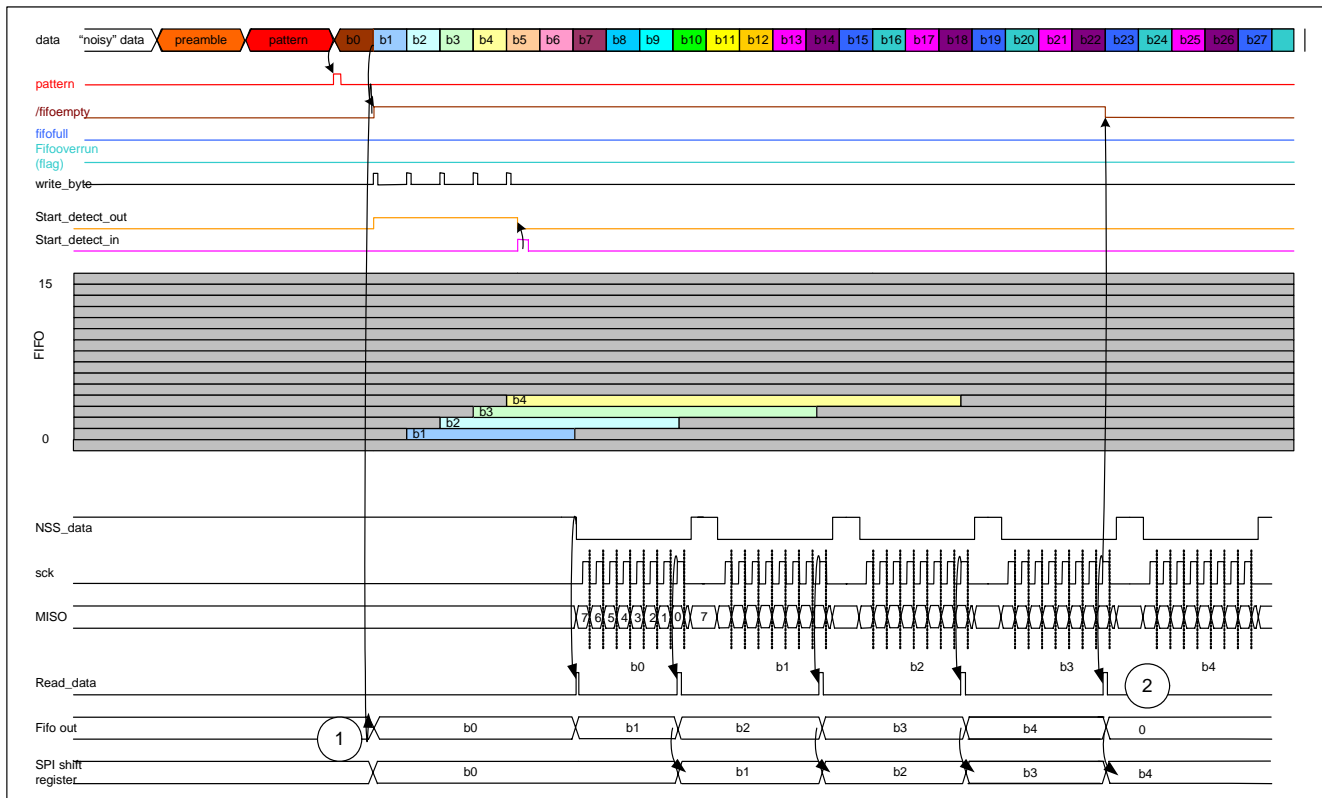 data "noisy" data preamble pattern b0 b1 b2 b3 b4 b5 b6 b7 b8 b9 b10 b11 b12 b13 b14 b15 b16 b17 b18 b19 b20 b21 b22 b23 b24 b25 b26 b27
pattern
/fifoempty
fifofull
Fifooverrun
(flag)
write_byte
Start_detect_out
Start_detect_in
15
FIFO
b4
b3
b2
0 b1
NSS_data
sck
MISO 7 6 5 4 3 2 1 0 7
b0 b1 b2 b3 b4
Read_data
2
Fifo out 1 b0 b1 b2 b3 b4 0
SPI shift
register b0 b1 b2 b3 b4